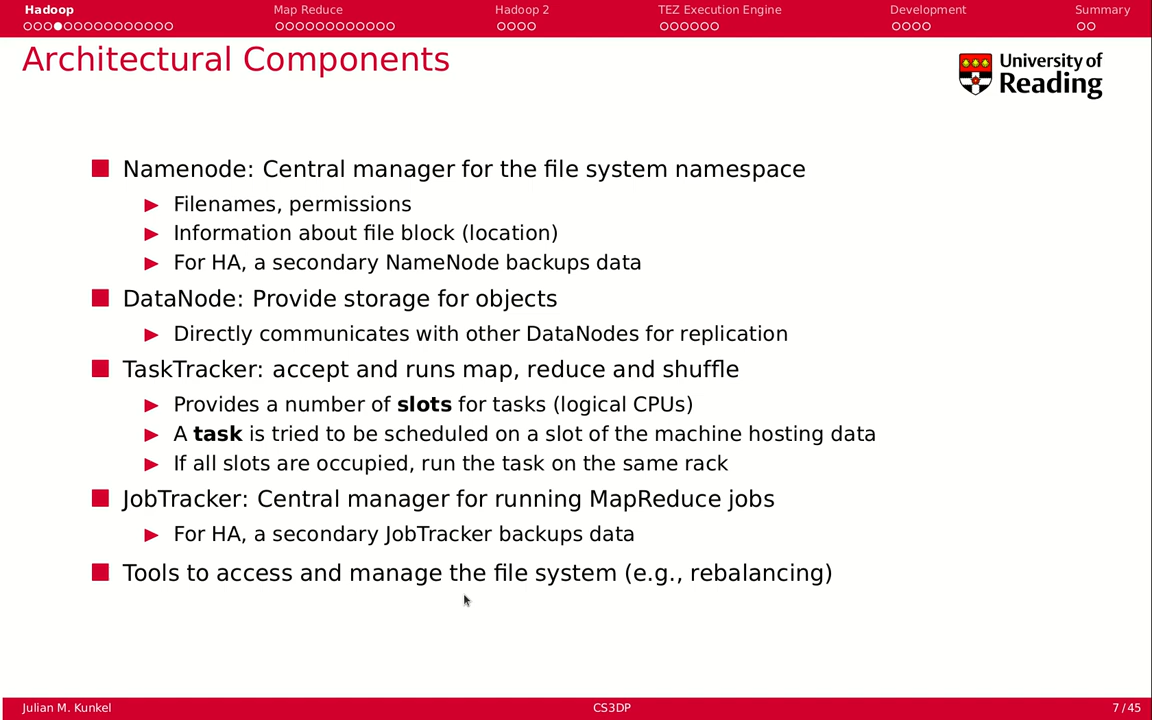 Hadoop Map Reduce Hadoop 2 TEZ Execution Engine Development Summary
Architectural Components
University of
Reading
Namenode: Central manager for the file system namespace
Filenames, permissions
Information about file block (location)
For HA, a secondary NameNode backups data
DataNode: Provide storage for objects
Directly communicates with other DataNodes for replication
TaskTracker: accept and runs map, reduce and shuffle
Provides a number of slots for tasks (logical CPUs)
A task is tried to be scheduled on a slot of the machine hosting data
If all slots are occupied, run the task on the same rack
JobTracker: Central manager for running MapReduce jobs
For HA, a secondary JobTracker backups data
Tools to access and manage the file system (e.g., rebalancing)
Julian M. Kunkel CS3DP 7 / 45